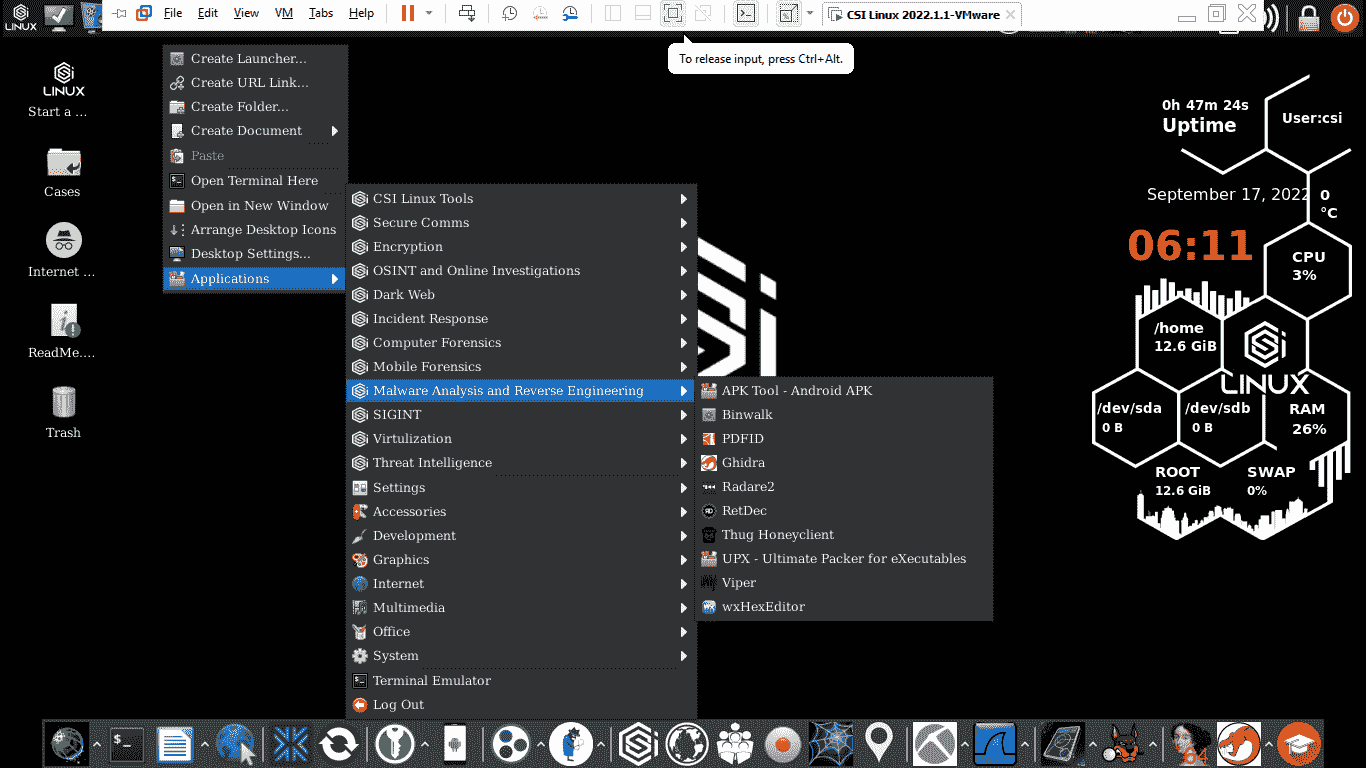 LINUX
File Edit View VM Tabs Help
CSI Linux 2022.1.1-VMware
To release input, press Ctrl+Alt.
LINUX
Start a ...
Cases
Internet ...
ReadMe....
Trash
Create Launcher...
Create URL Link...
Create Folder...
Create Document
Paste
Open Terminal Here
Open in New Window
Arrange Desktop Icons
Desktop Settings...
Applications
CSI Linux Tools
Secure Comms
Encryption
OSINT and Online Investigations
Dark Web
Incident Response
Computer Forensics
Mobile Forensics
Malware Analysis and Reverse Engineering
SIGINT
Virtulization
Threat Intelligence
Settings
Accessories
Development
Graphics
Internet
Multimedia
Office
System
Terminal Emulator
Log Out
APK Tool - Android APK
Binwalk
PDFID
Ghidra
Radare2
RetDec
Thug Honeyclient
UPX - Ultimate Packer for eXecutables
Viper
wxHexEditor
0h 47m 24s
Uptime
User:csi
September 17, 2022
0
°C
06:11
CPU
3%
/home
12.6 GiB
LINUX
/dev/sda
0 B
/dev/sdb
0 B
RAM
26%
ROOT
12.6 GiB
SWAP
0%
64